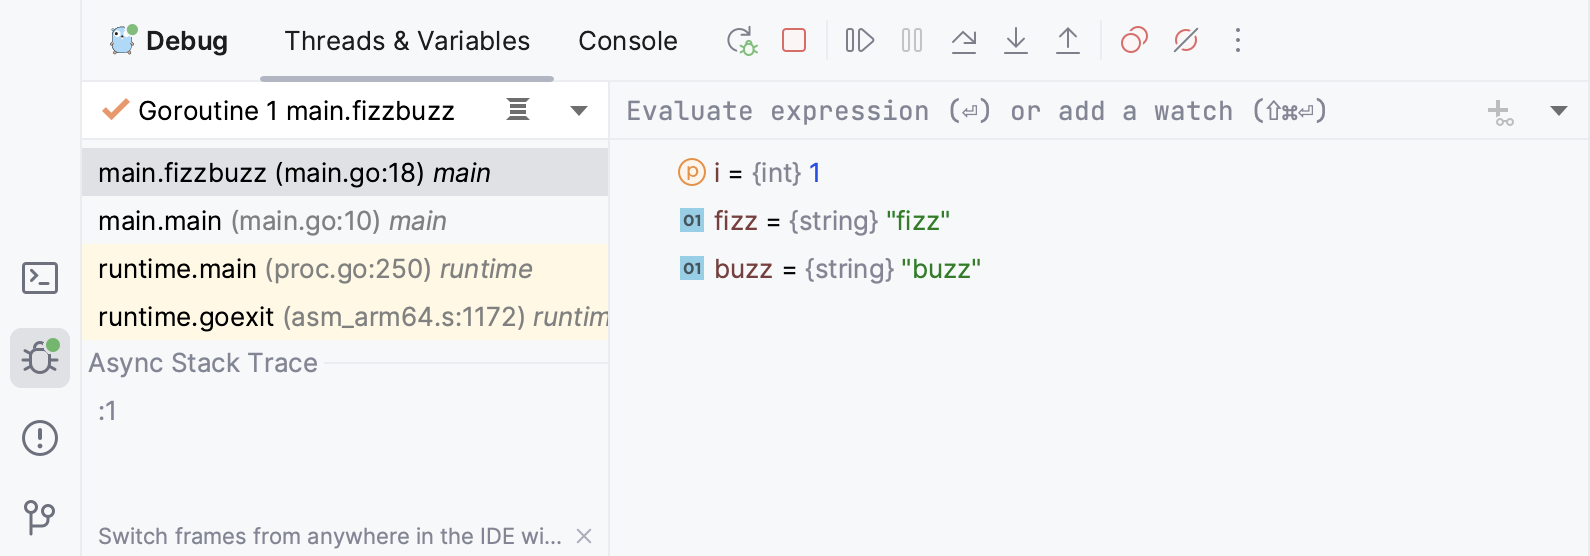 Debug Threads & Variables Console
Goroutine 1 main.fizzbuzz
Evaluate expression (⏎) or add a watch (⇧⌘⏎)
main.fizzbuzz (main.go:18) main
main.main (main.go:10) main
runtime.main (proc.go:250) runtime
runtime.goexit (asm_arm64.s:1172) runtim
Async Stack Trace
:1
Switch frames from anywhere in the IDE wi...
p i = {int} 1
01 fizz = {string} "fizz"
01 buzz = {string} "buzz"